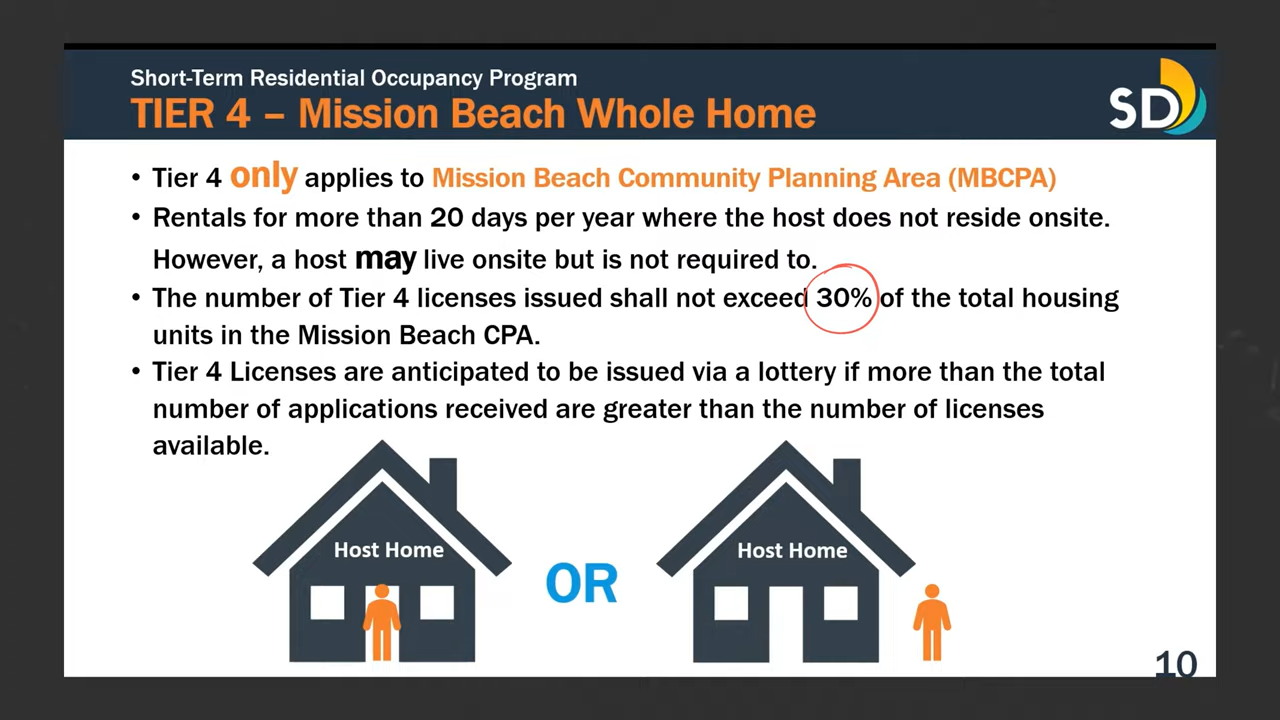 Short-Term Residential Occupancy Program
TIER 4 – Mission Beach Whole Home
SD
• Tier 4 only applies to Mission Beach Community Planning Area (MBCPA)
• Rentals for more than 20 days per year where the host does not reside onsite.
However, a host may live onsite but is not required to.
• The number of Tier 4 licenses issued shall not exceed 30% of the total housing
units in the Mission Beach CPA.
• Tier 4 Licenses are anticipated to be issued via a lottery if more than the total
number of applications received are greater than the number of licenses
available.
Host Home
OR
Host Home
10